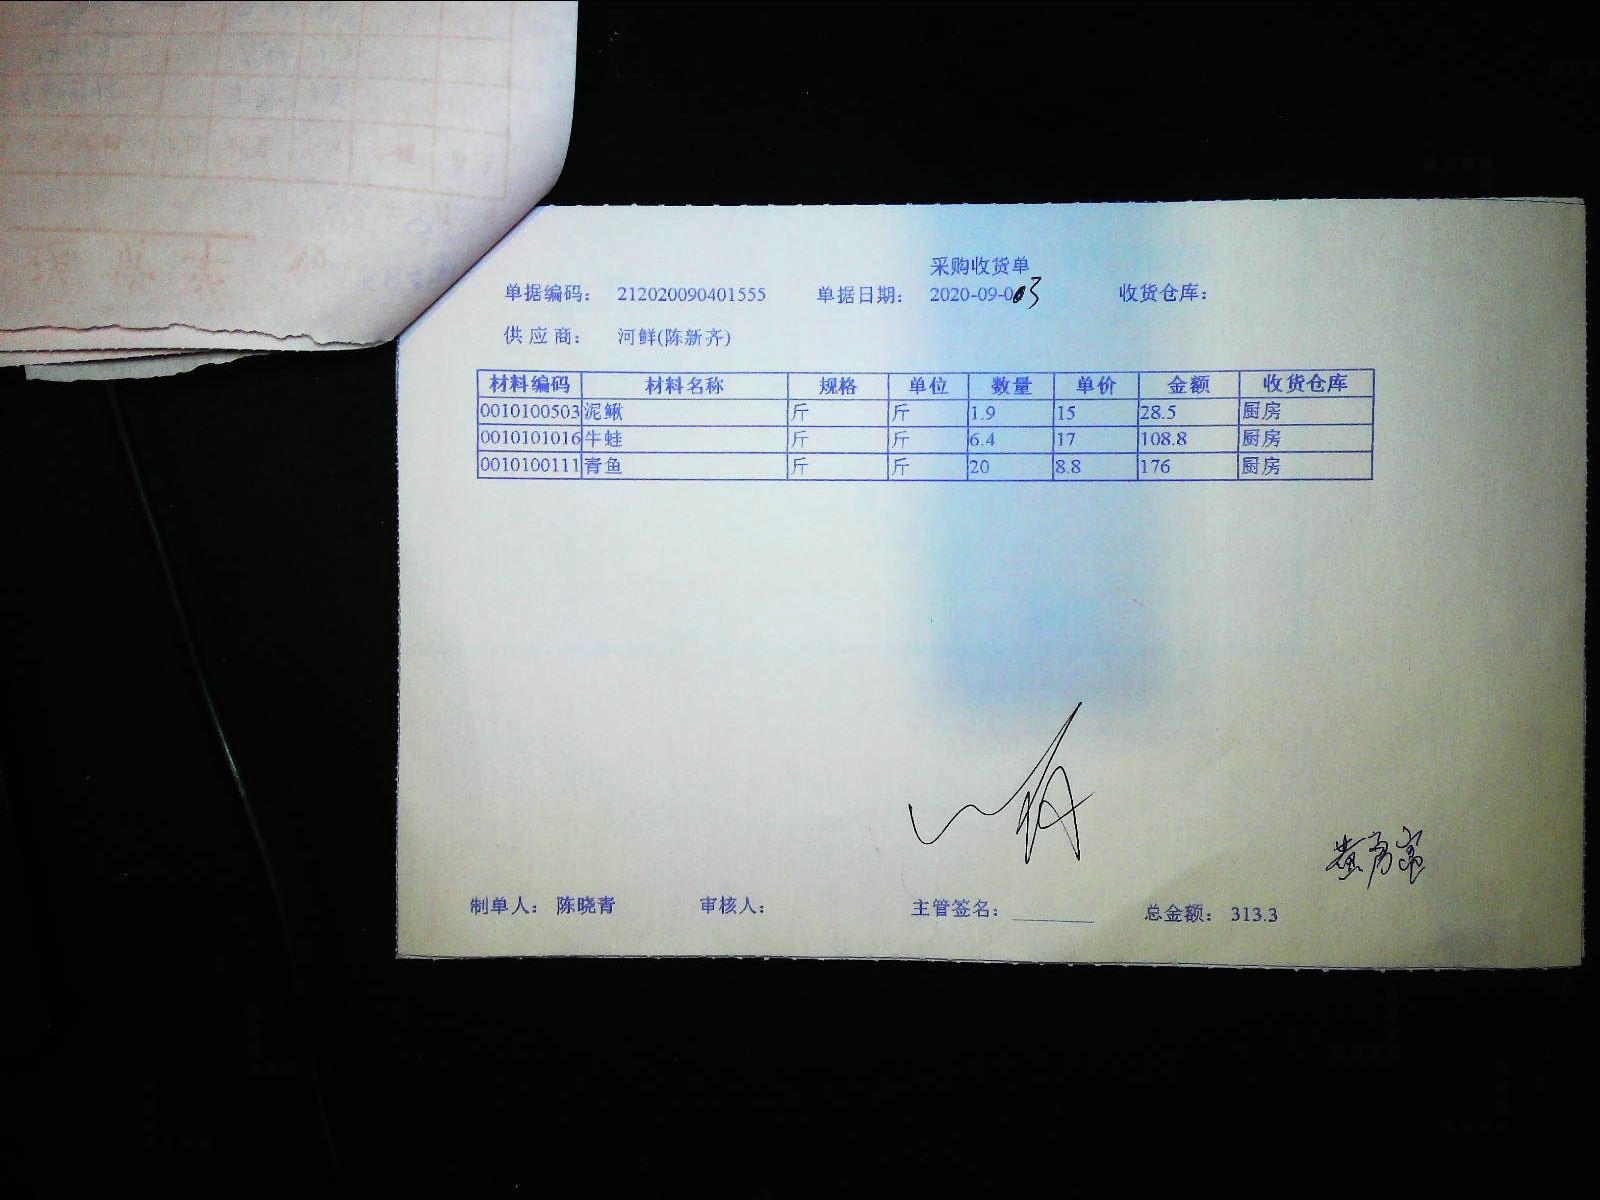 采购收货单
单据编码： 212020090401555 单据日期： 2020-09-03 收货仓库：
供应商： 河鲜(陈新齐)
材料编码 材料名称 规格 单位 数量 单价 金额 收货仓库
0010100503 泥鳅 斤 斤 1.9 15 28.5 厨房
0010101016 牛蛙 斤 斤 6.4 17 108.8 厨房
0010100111 青鱼 斤 斤 20 8.8 176 厨房
制单人： 陈晓青 审核人： 主管签名： 总金额： 313.3